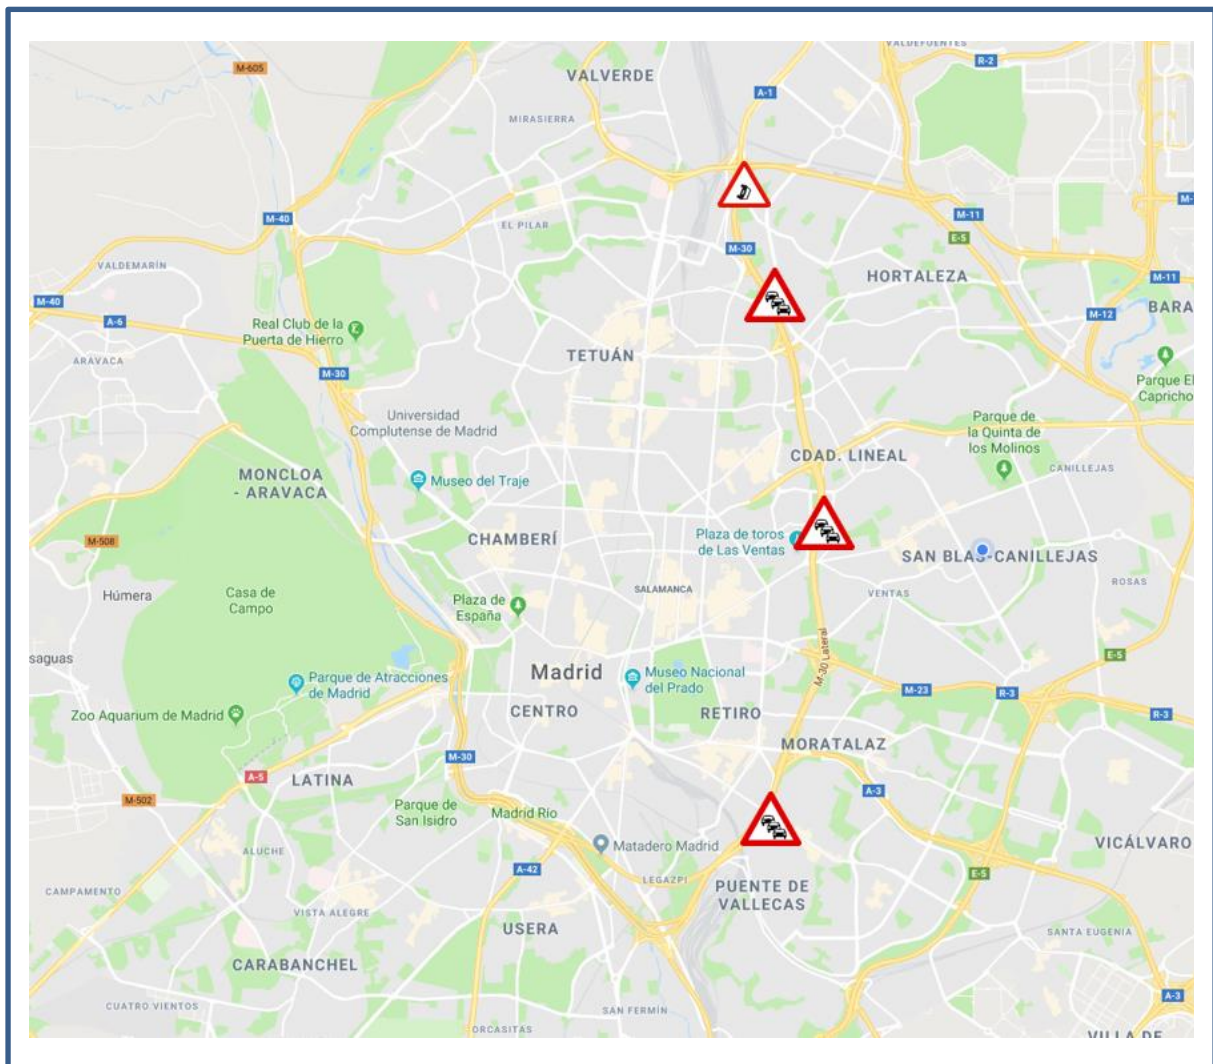 VALDEFUENTES
M-605
R-2
VALVERDE
A-1
MIRASIERRA
M-40
EL PILAR
M-11
E-5
M-30
VALDEMARÍN
HORTALEZA
M-11
M-40
A-6
M-12
BARA
Real Club de la
Puerta de Hierro
ARAVACA
TETUÁN
M-30
Parque El
Capricho
Universidad
Complutense de Madrid
Parque de
la Quinta de
los Molinos
CDAD. LINEAL
CANILLEJAS
MONCLOA
- ARAVACA
Museo del Traje
M-508
CHAMBERÍ
Plaza de toros
de Las Ventas
SAN BLAS-CANILLEJAS
ROSAS
Húmera
Casa de
Campo
Plaza de
España
SALAMANCA
VENTAS
M-30 Lateral
saguas
E-5
Parque de Atracciones
de Madrid
Madrid
Museo Nacional
del Prado
M-23
R-3
Zoo Aquarium de Madrid
CENTRO
RETIRO
R-3
MORATALAZ
M-30
A-5
LATINA
A-3
M-502
Parque de
San Isidro
Madrid Río
Matadero Madrid
VICÁLVARO
ALUCHE
A-42
LEGAZPI
E-5
CAMPAMENTO
PUENTE DE
VALLECAS
VISTA ALEGRE
USERA
SANTA EUGENIA
CARABANCHEL
A-3
CUATRO VIENTOS
SAN FERMÍN
ORCASITAS
VILLA DE